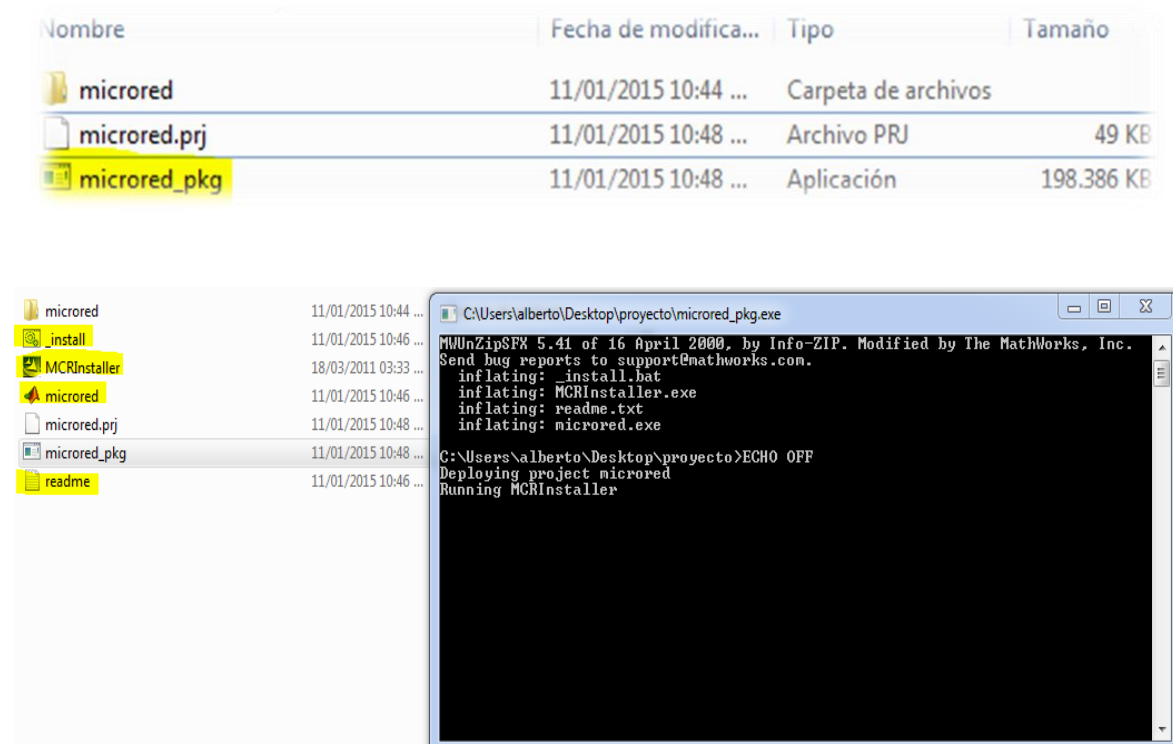 Nombre Fecha de modifica... Tipo Tamaño
microred 11/01/2015 10:44 ... Carpeta de archivos
microred.prj 11/01/2015 10:48 ... Archivo PRJ 49 KB
microred_pkg 11/01/2015 10:48 ... Aplicación 198.386 KB
microred 11/01/2015 10:44 ...
_install 11/01/2015 10:46 ...
MCRInstaller 18/03/2011 03:33 ...
microred 11/01/2015 10:46 ...
microred.prj 11/01/2015 10:48 ...
microred_pkg 11/01/2015 10:48 ...
readme 11/01/2015 10:46 ...
C:\Users\alberto\Desktop\proyecto\microred_pkg.exe
MWUnZipSFX 5.41 of 16 April 2000, by Info-ZIP. Modified by The MathWorks, Inc.
Send bug reports to support@mathworks.com.
inflating: _install.bat
inflating: MCRInstaller.exe
inflating: readme.txt
inflating: microred.exe
C:\Users\alberto\Desktop\proyecto>ECHO OFF
Deploying project microred
Running MCRInstaller